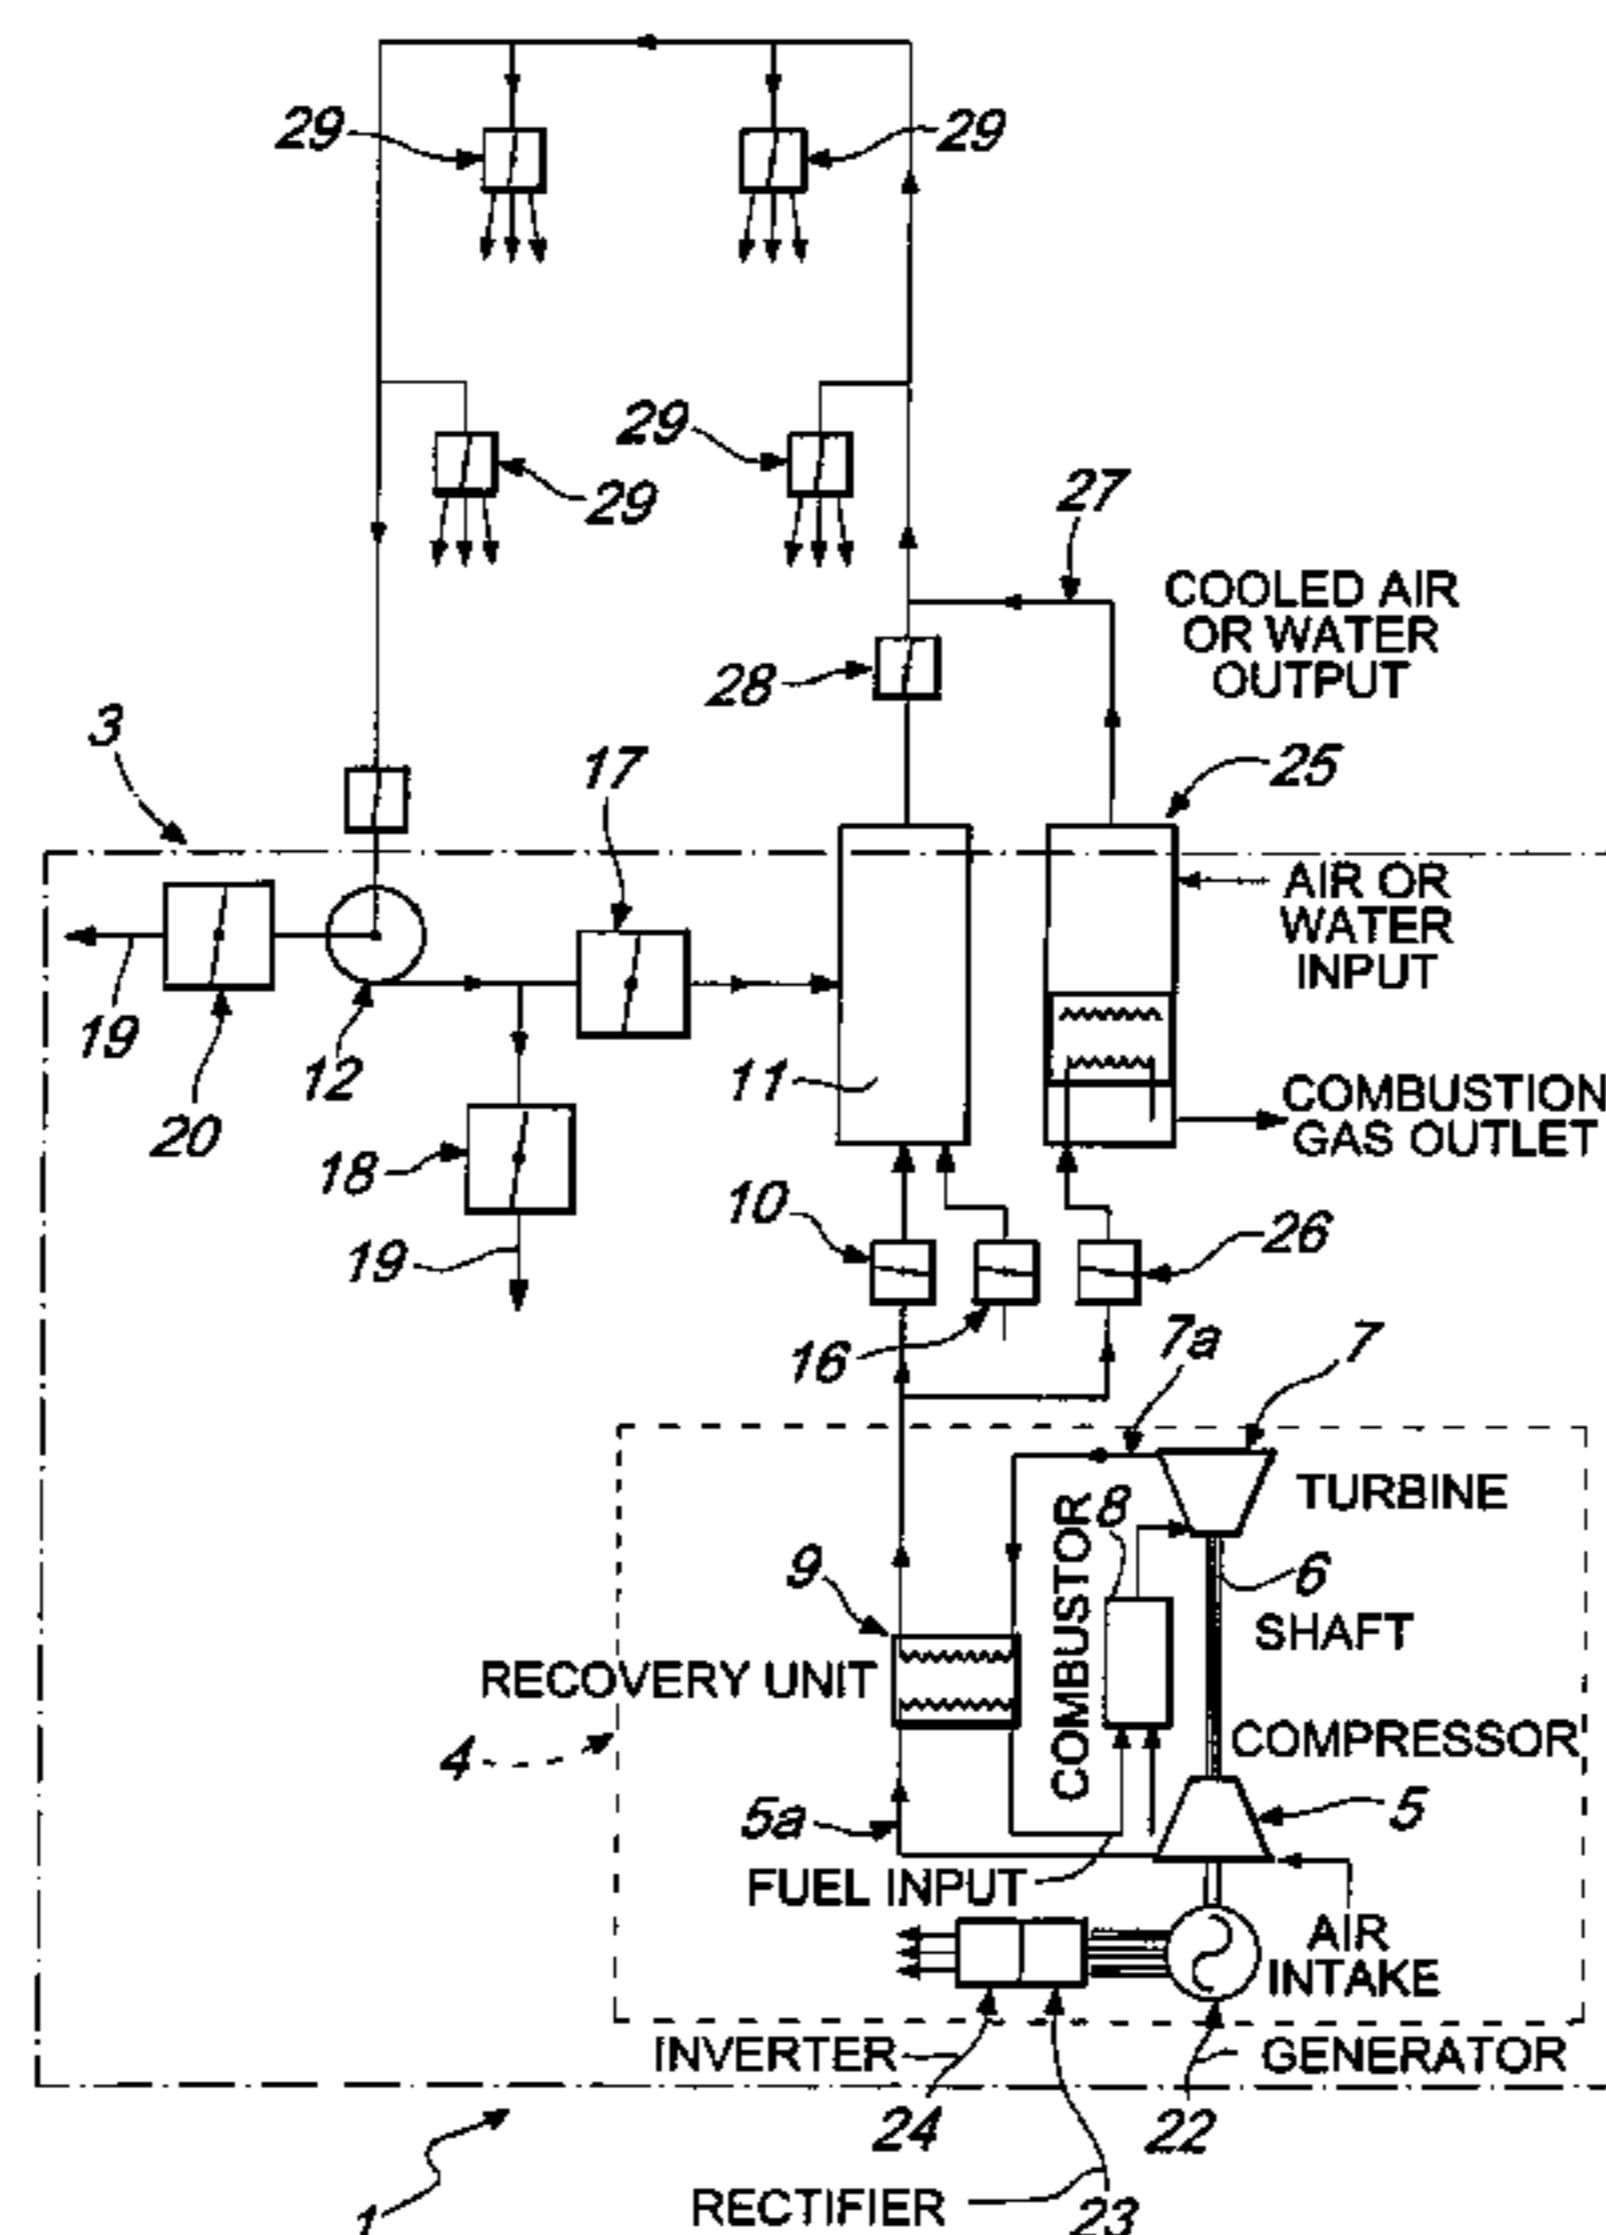 29
29
29
29
27
COOLED AIR
OR WATER
OUTPUT
28
3
17
25
AIR OR
WATER
INPUT
19
12
11
COMBUSTION
GAS OUTLET
20
18
10
26
19
16
7a
7
TURBINE
COMBUSTOR
8
9
6
SHAFT
RECOVERY UNIT
4
COMPRESSOR
5a
5
FUEL INPUT
AIR
INTAKE
INVERTER
GENERATOR
24
22
RECTIFIER
23
1